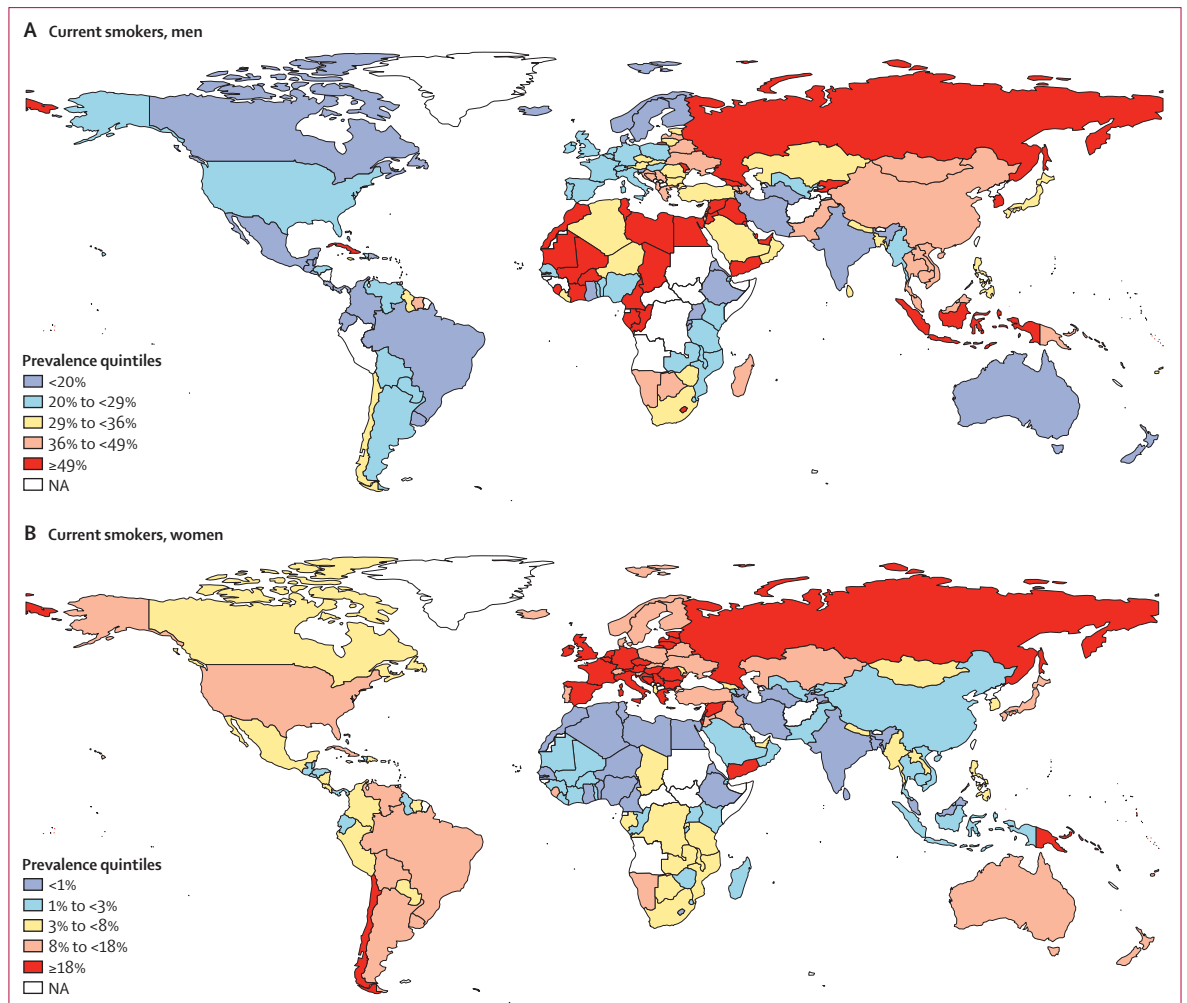 A Current smokers, men
Prevalence quintiles
<20%
20% to <29%
29% to <36%
36% to <49%
≥49%
NA
B Current smokers, women
Prevalence quintiles
<1%
1% to <3%
3% to <8%
8% to <18%
≥18%
NA